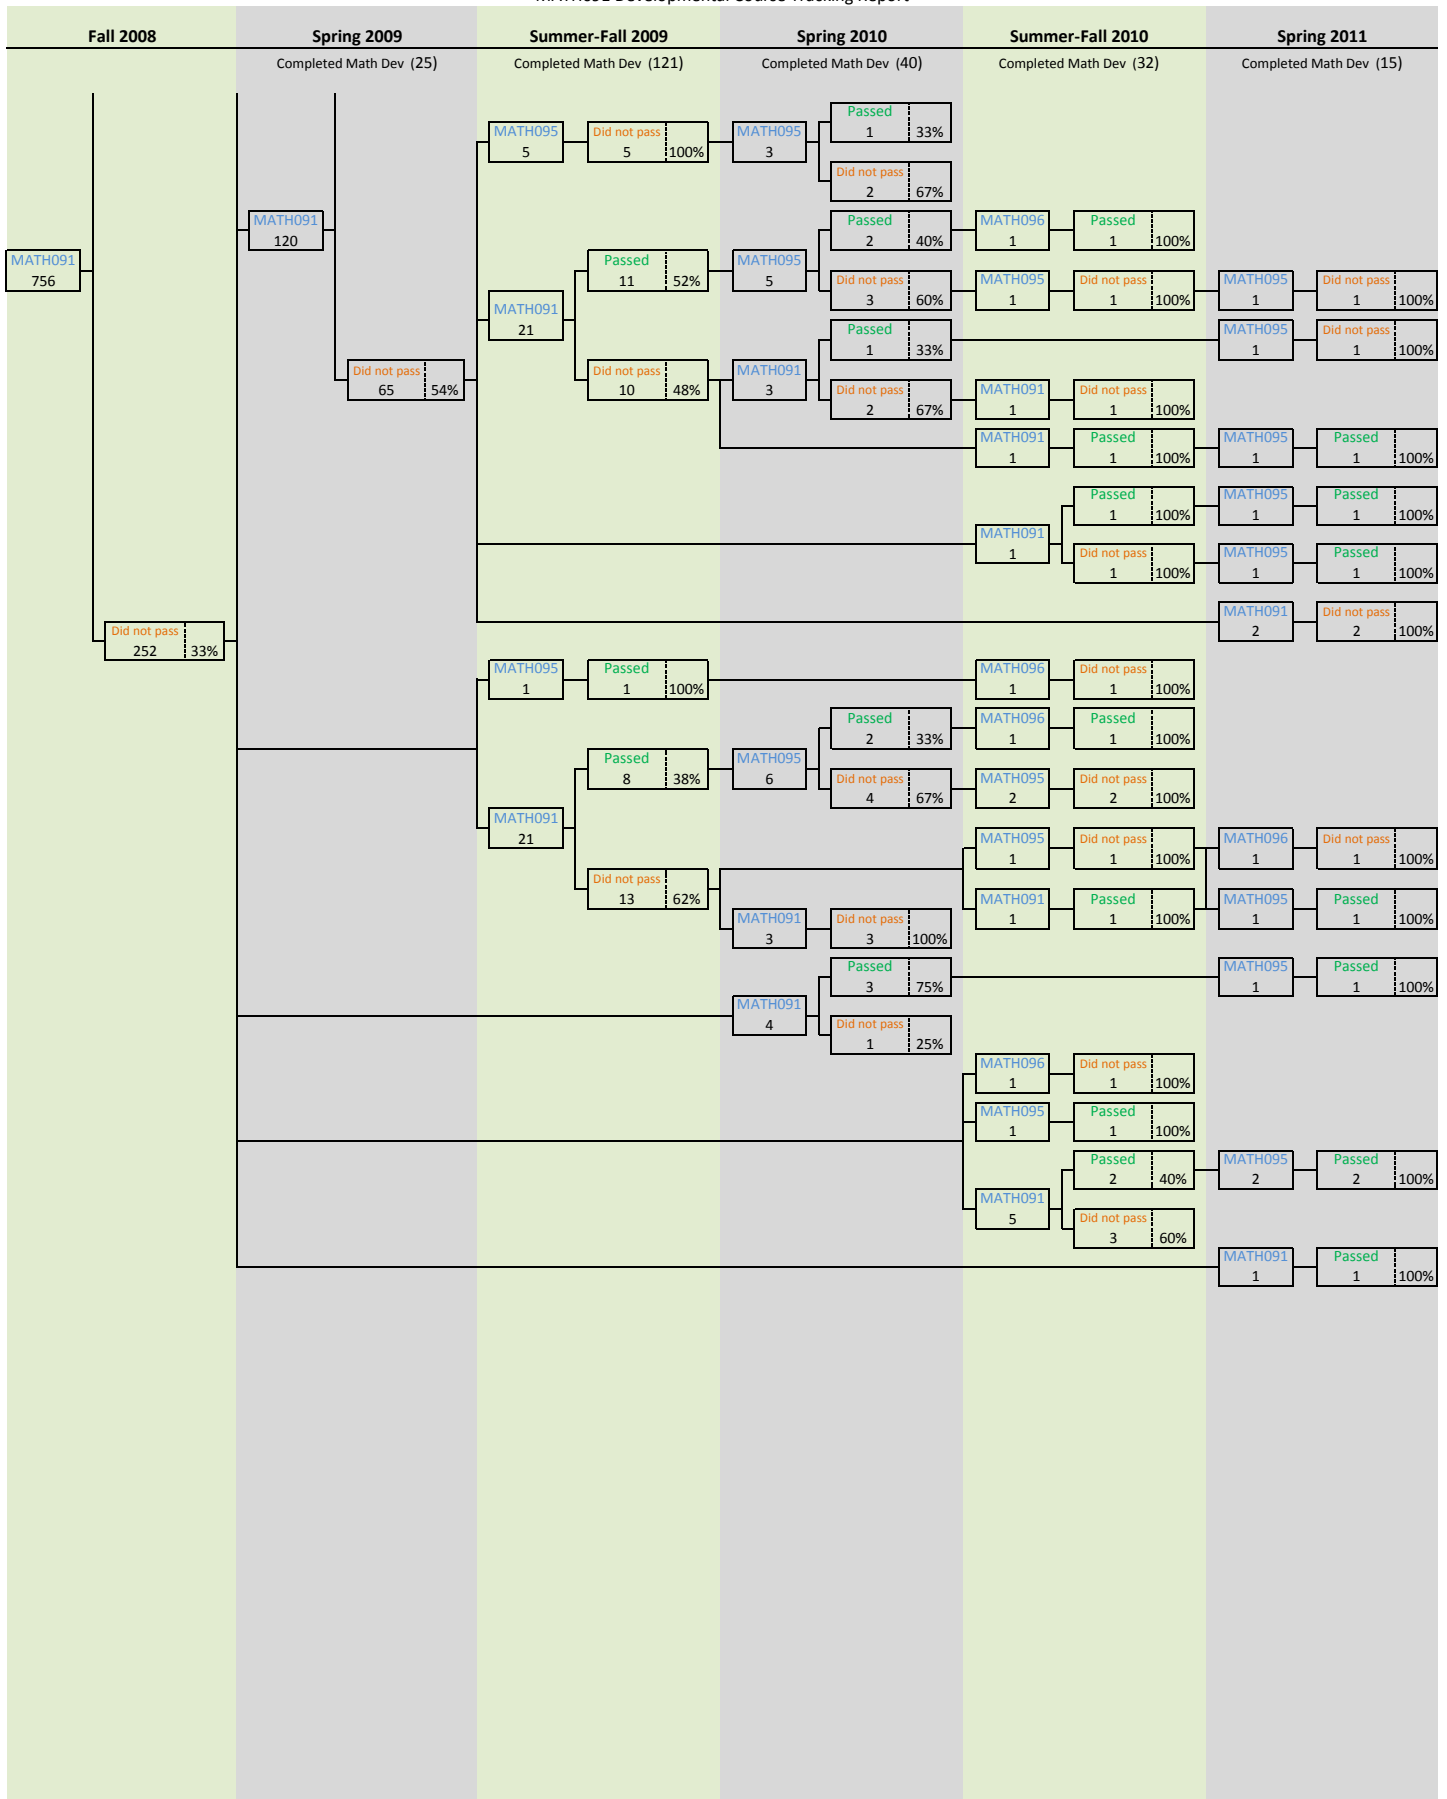 MATH091 Developmental Tracking Report
Fall 2008 Spring 2009 Summer-Fall 2009 Spring 2010 Summer-Fall 2010 Spring 2011
Completed Math Dev (25) Completed Math Dev (121) Completed Math Dev (40) Completed Math Dev (32) Completed Math Dev (15)
Passed
1 33%
MATH095 Did not pass MATH095
5 5 100% 3
Did not pass
2 67%
MATH091 Passed MATH096 Passed
120 2 40% 1 1 100%
MATH091 Passed MATH095
756 11 52% 5
Did not pass MATH095 Did not pass MATH095 Did not pass
3 60% 1 1 100% 1 1 100%
MATH091
21
Passed MATH095 Did not pass
1 33% 1 1 100%
Did not pass Did not pass MATH091
65 54% 10 48% 3
Did not pass MATH091 Did not pass
2 67% 1 1 100%
MATH091 Passed MATH095 Passed
1 1 100% 1 1 100%
Passed MATH095 Passed
1 100% 1 1 100%
MATH091
1
Did not pass MATH095 Passed
1 100% 1 1 100%
MATH091 Did not pass
2 2 100%
Did not pass
252 33%
MATH095 Passed MATH096 Did not pass
1 1 100% 1 1 100%
Passed MATH096 Passed
2 33% 1 1 100%
Passed MATH095
8 38% 6
Did not pass MATH095 Did not pass
4 67% 2 2 100%
MATH091
21
MATH095 Did not pass MATH096 Did not pass
1 1 100% 1 1 100%
Did not pass
13 62%
MATH091 Passed MATH095 Passed
1 1 100% 1 1 100%
MATH091 Did not pass
3 3 100%
Passed MATH095 Passed
3 75% 1 1 100%
MATH091
4
Did not pass
1 25%
MATH096 Did not pass
1 1 100%
MATH095 Passed
1 1 100%
Passed MATH095 Passed
2 40% 2 2 100%
MATH091
5
Did not pass
3 60%
MATH091 Passed
1 1 100%